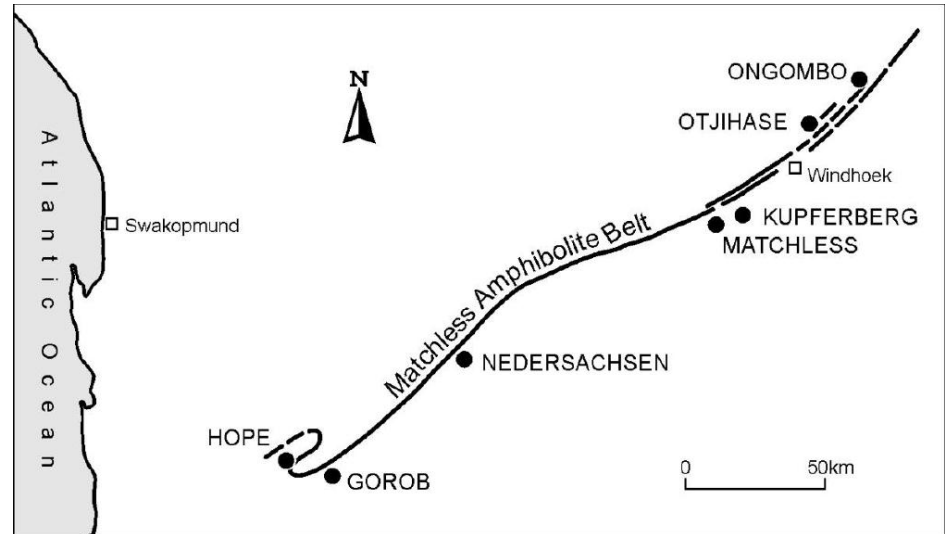 N
ONGOMBO
OTJIHASE
Windhoek
KUPFERBERG
MATCHLESS
Swakopmund
Atlantic Ocean
Matchless Amphibolite Belt
NEDERSACHSEN
HOPE
GOROB
0 50km